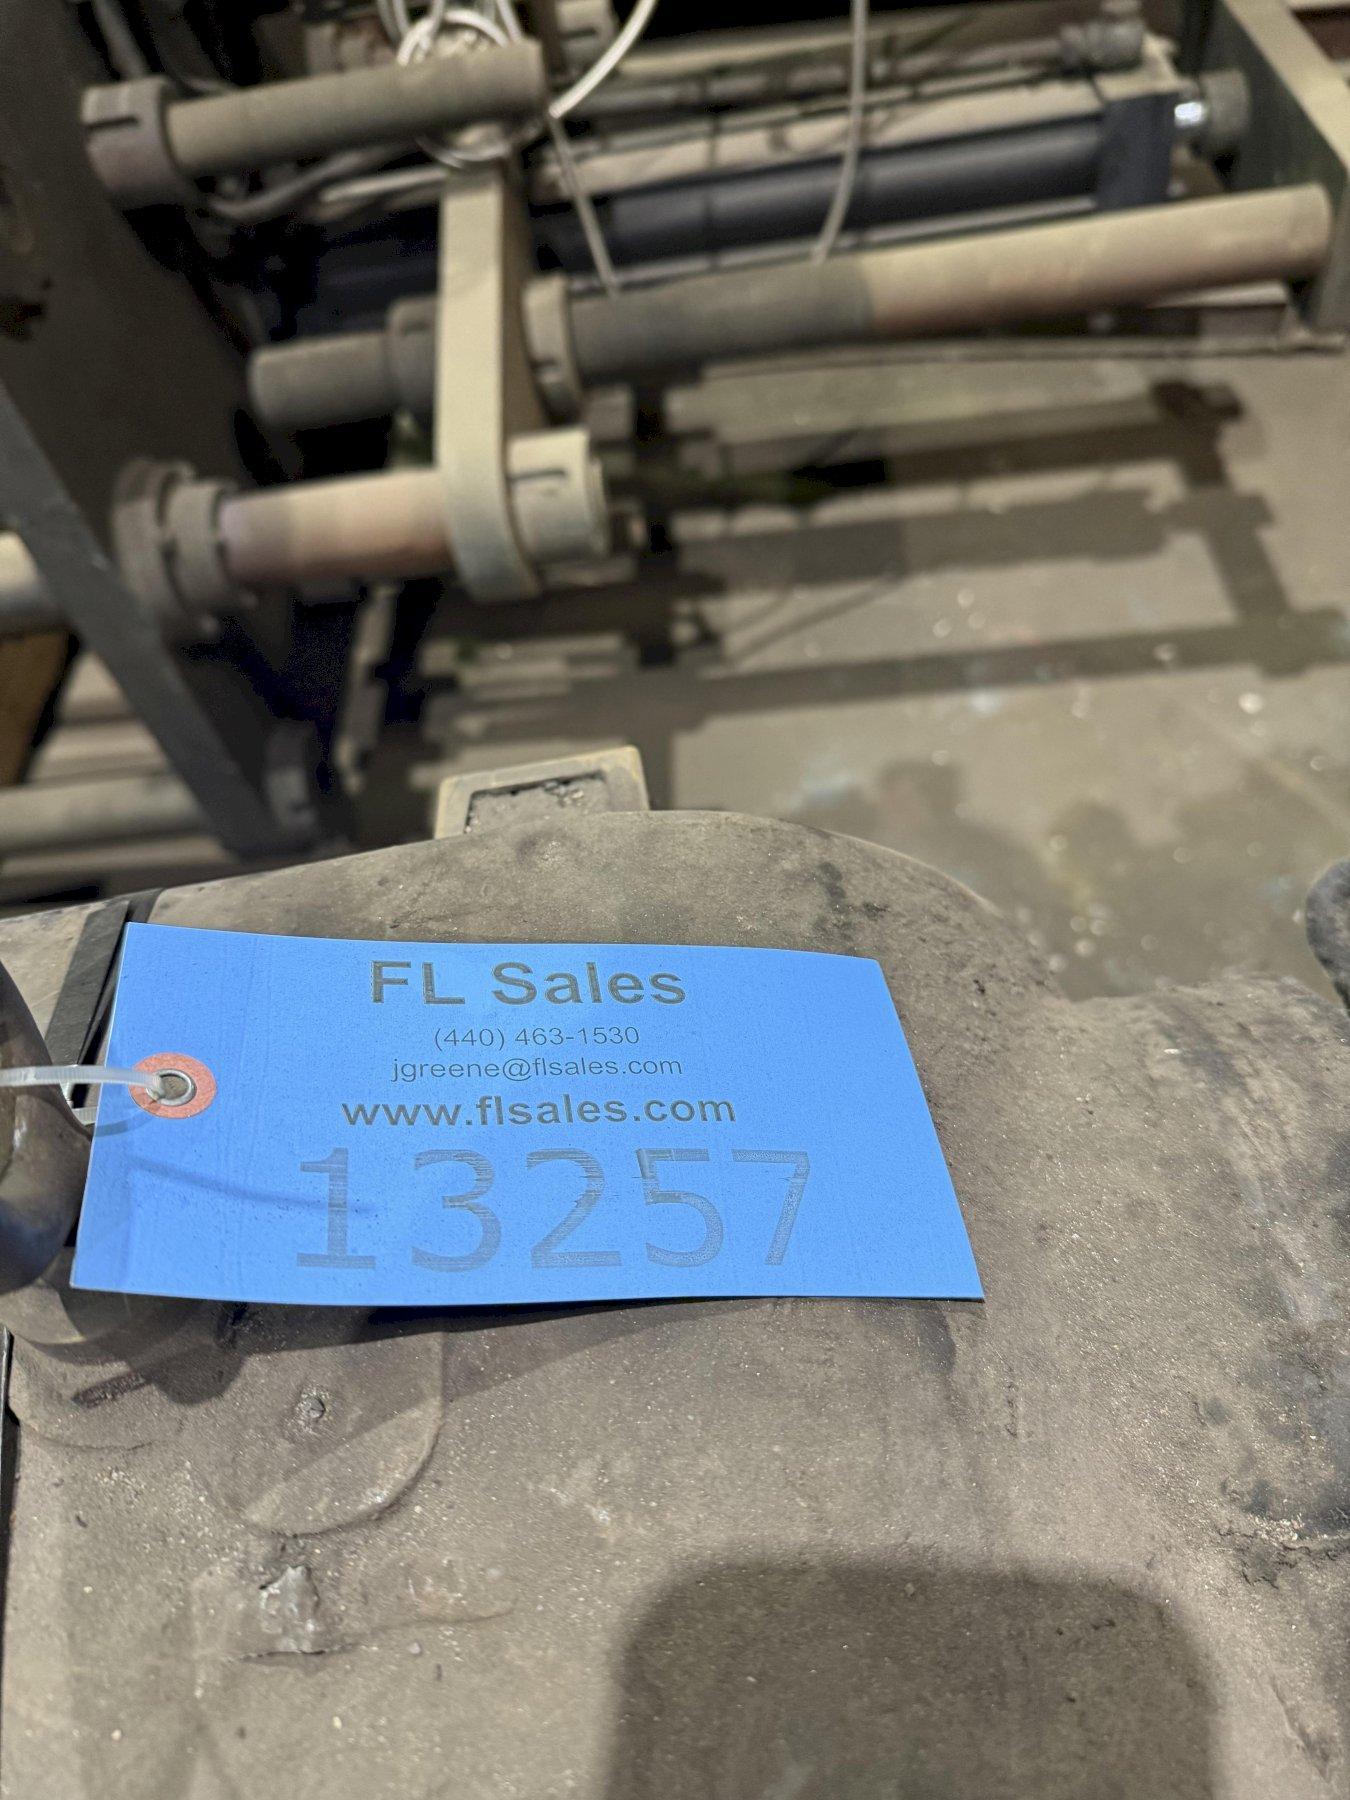 FL Sales
(440) 463-1530
jgreene@flsales.com
www.flsales.com
13257